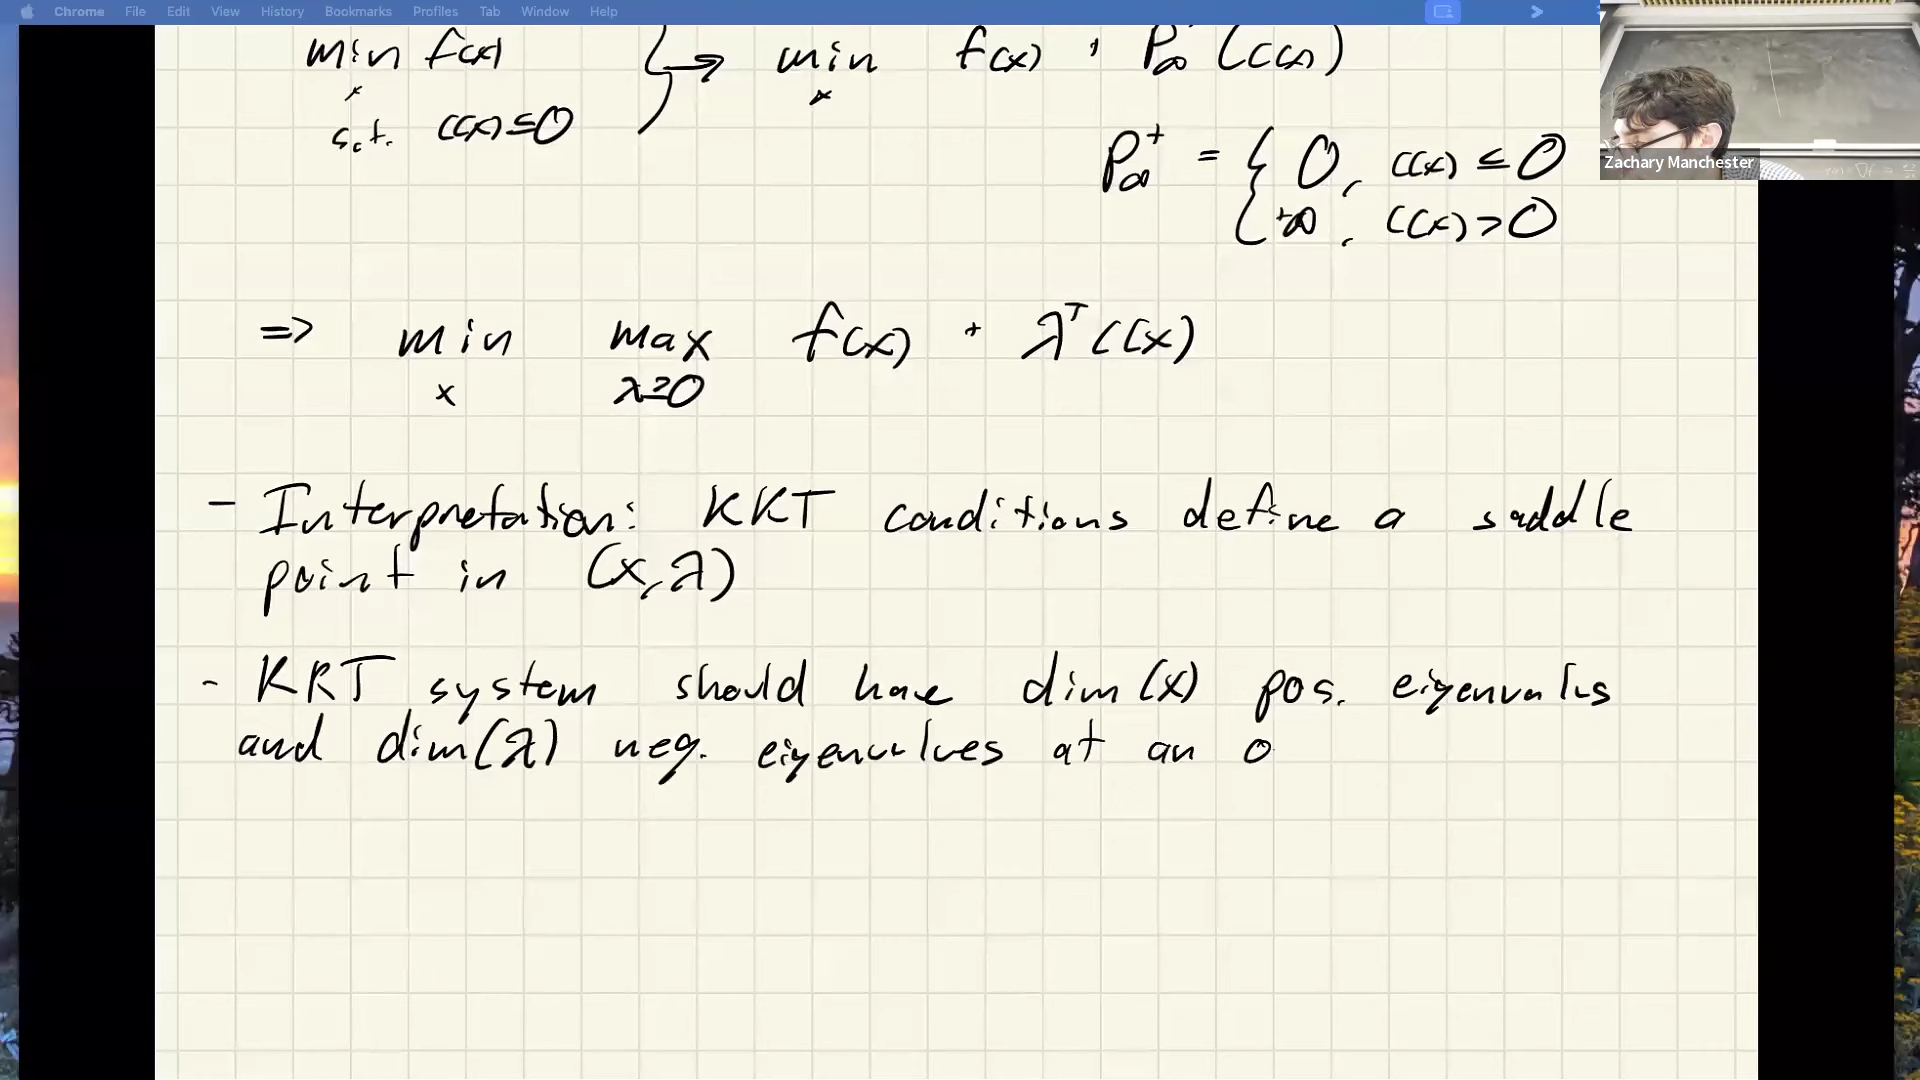 Chrome File Edit View History Bookmarks Profiles Tab Window Help
min f(x) → min f(x) + P∞⁺(c(x))
x x
s.t. c(x)≤0
P∞⁺ = { 0, c(x) ≤ 0
+∞, c(x) > 0
Zachary Manchester
=> min max f(x) + λᵀc(x)
x λ≥0
- Interpretation: KKT conditions define a saddle
point in (x,λ)
- KKT system should have dim(x) pos. eigenvalues
and dim(λ) neg. eigenvalues at an o